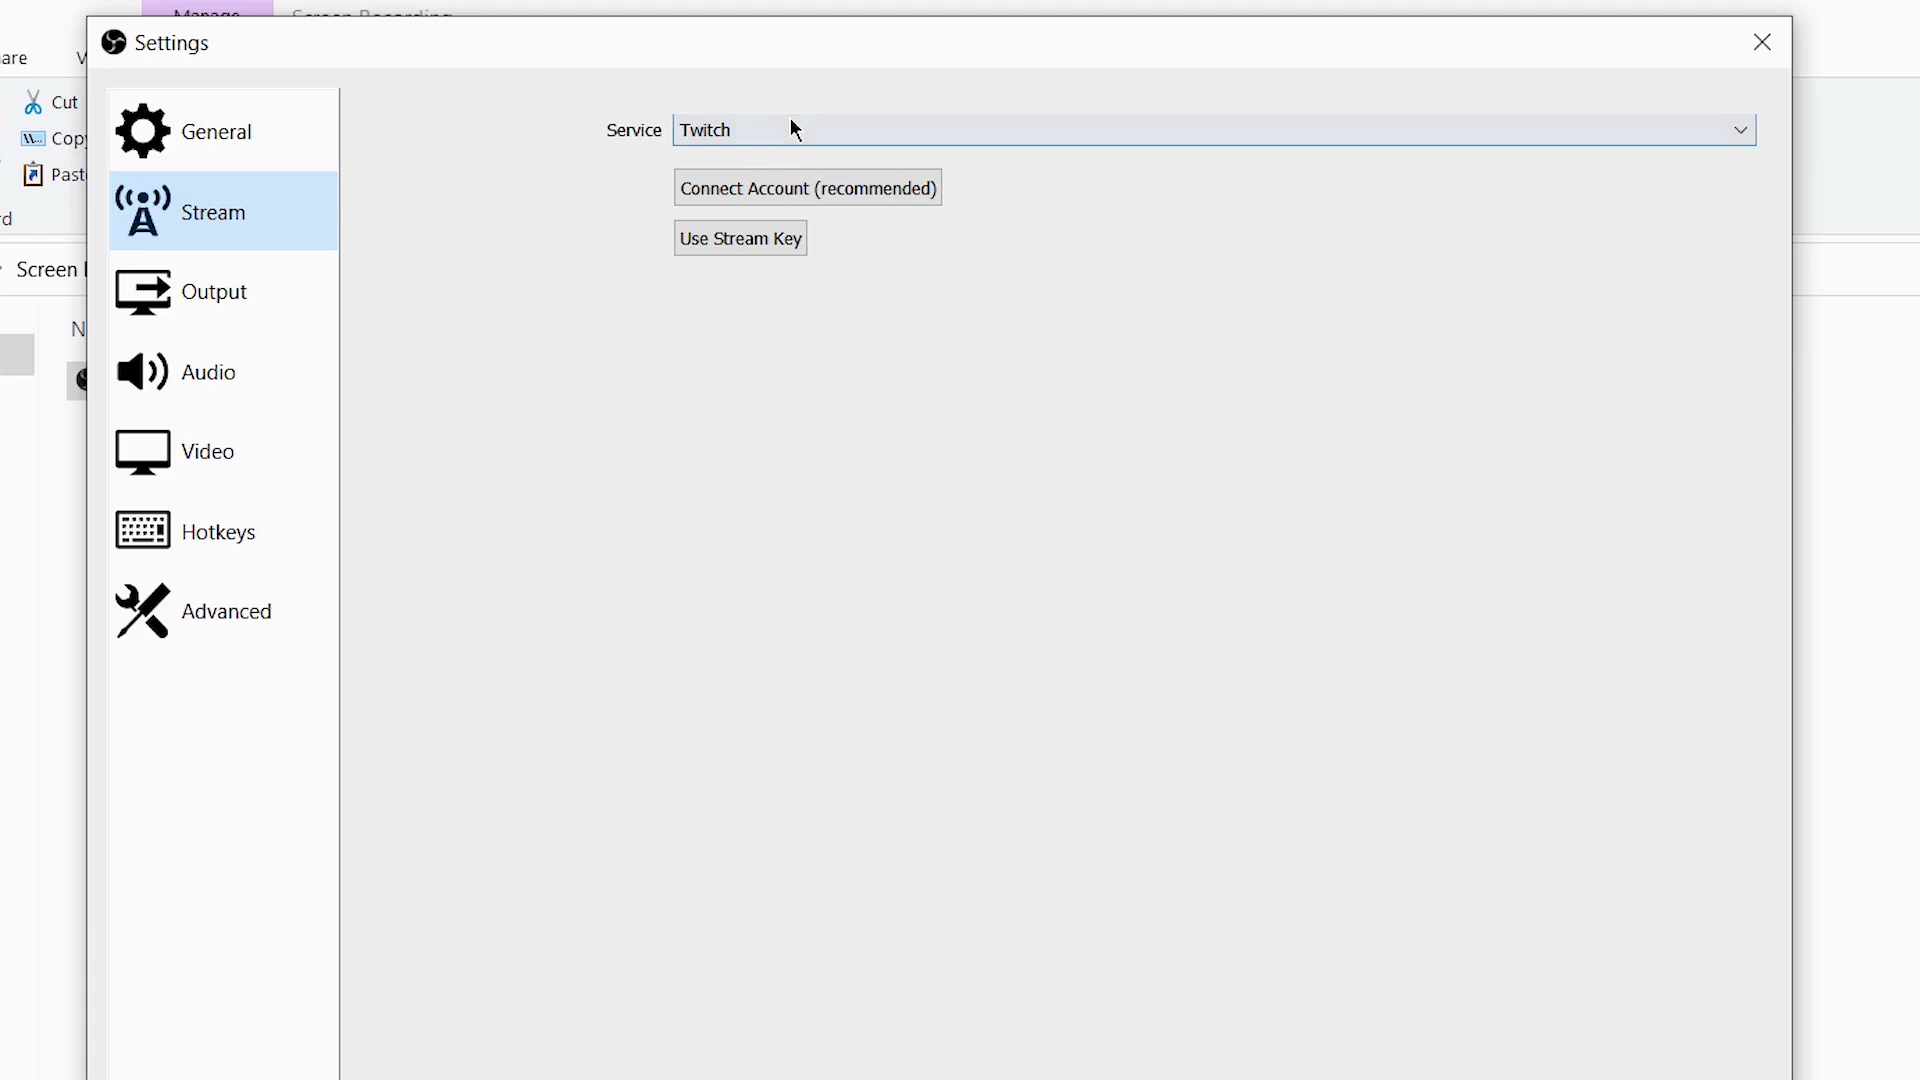 Settings
Cut
General
Service Twitch
Connect Account (recommended)
Stream
Use Stream Key
Screen
Output
Audio
Video
Hotkeys
Advanced